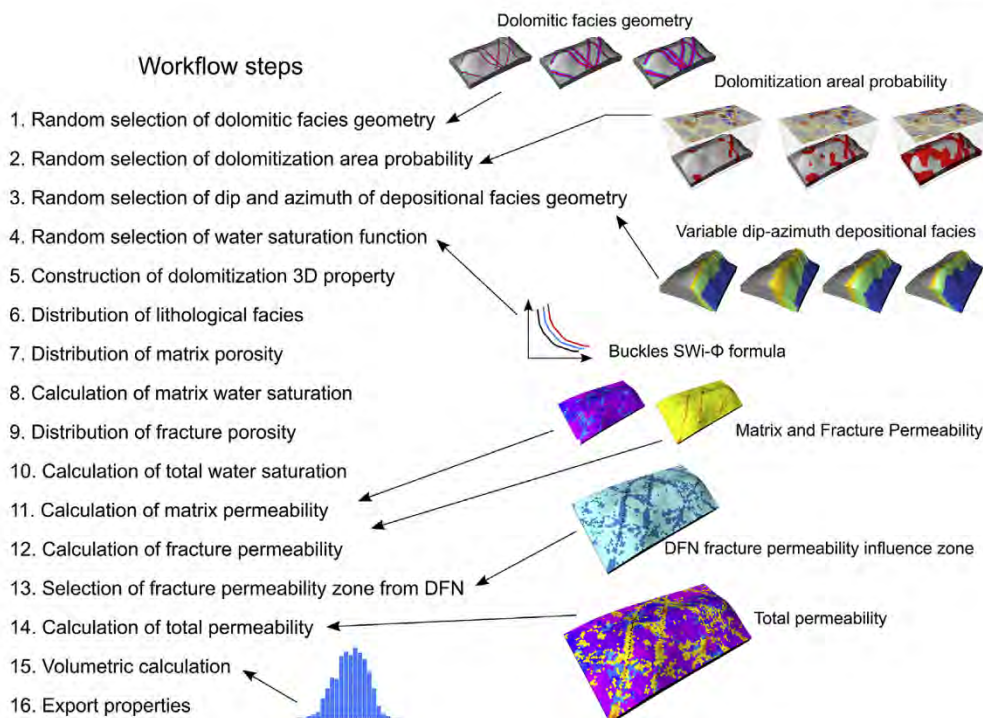 Dolomitic facies geometry
Workflow steps
Dolomitization areal probability
1. Random selection of dolomitic facies geometry
2. Random selection of dolomitization area probability
3. Random selection of dip and azimuth of depositional facies geometry
Variable dip-azimuth depositional facies
4. Random selection of water saturation function
5. Construction of dolomitization 3D property
6. Distribution of lithological facies
Buckles SWi-Φ formula
7. Distribution of matrix porosity
8. Calculation of matrix water saturation
9. Distribution of fracture porosity
Matrix and Fracture Permeability
10. Calculation of total water saturation
11. Calculation of matrix permeability
12. Calculation of fracture permeability
DFN fracture permeability influence zone
13. Selection of fracture permeability zone from DFN
14. Calculation of total permeability
Total permeability
15. Volumetric calculation
16. Export properties